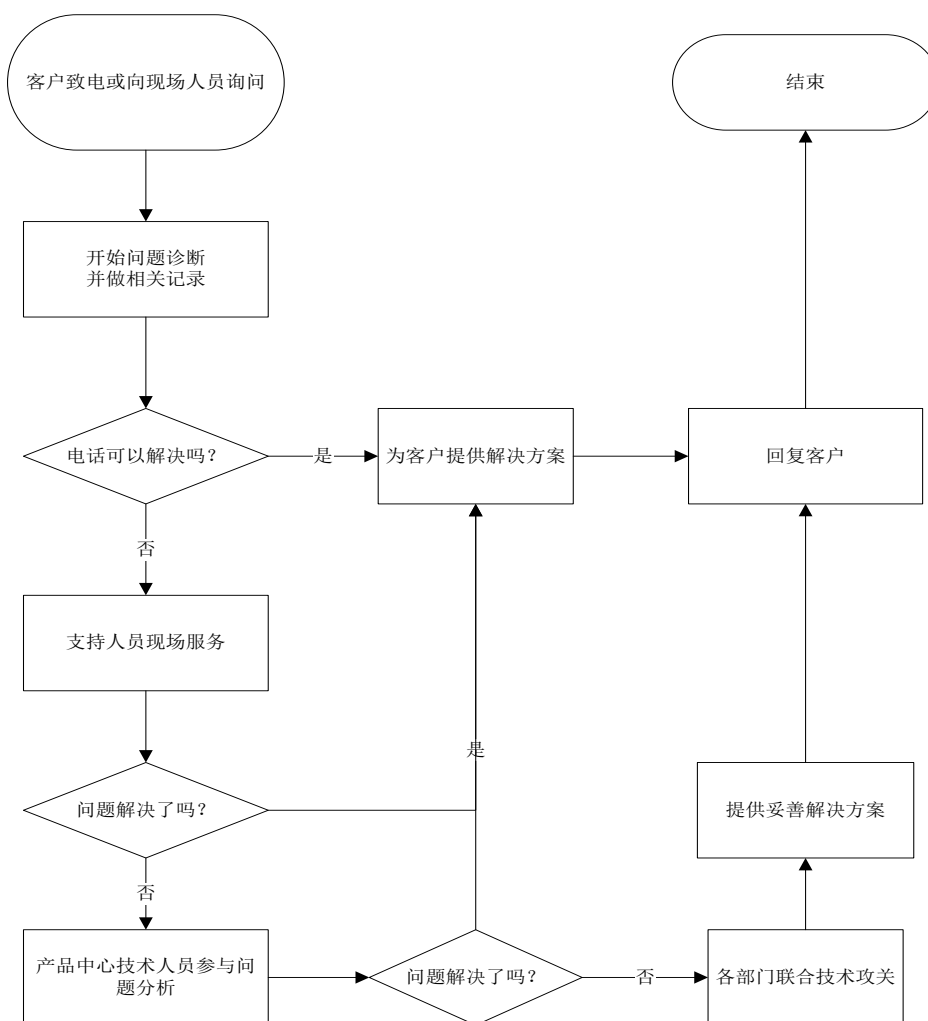 客户致电或向现场人员询问
结束
开始问题诊断
并做相关记录
电话可以解决吗？
是
为客户提供解决方案
回复客户
否
支持人员现场服务
是
问题解决了吗？
提供妥善解决方案
否
产品中心技术人员参与问
题分析
问题解决了吗？
否
各部门联合技术攻关